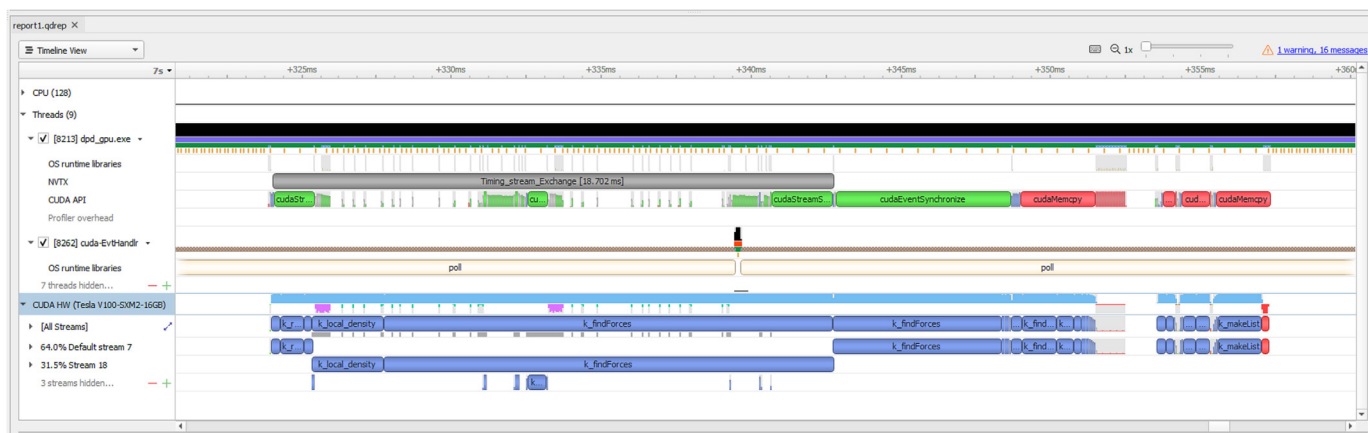 report1.qdrep ×
Timeline View 1x 1 warning, 16 messages
7s +325ms +330ms +335ms +340ms +345ms +350ms +355ms +360
CPU (128)
Threads (9)
[8213] dpd_gpu.exe
OS runtime libraries
NVTX Timing_stream_Exchange [18.702 ms]
CUDA API cudaStr... cu... cudaStreamS... cudaEventSynchronize cudaMemcpy ... cud... cudaMemcpy
Profiler overhead
[8262] cuda-EvtHandlr
OS runtime libraries poll poll
7 threads hidden... — +
CUDA HW (Tesla V100-SXM2-16GB)
[All Streams] k_r... k_local_density k_findForces k_findForces ... k_find... k... ... ... k_makeList
64.0% Default stream 7 k_r... k_findForces ... k_find... k... ... ... k_makeList
31.5% Stream 18 k_local_density k_findForces
3 streams hidden... — + k...